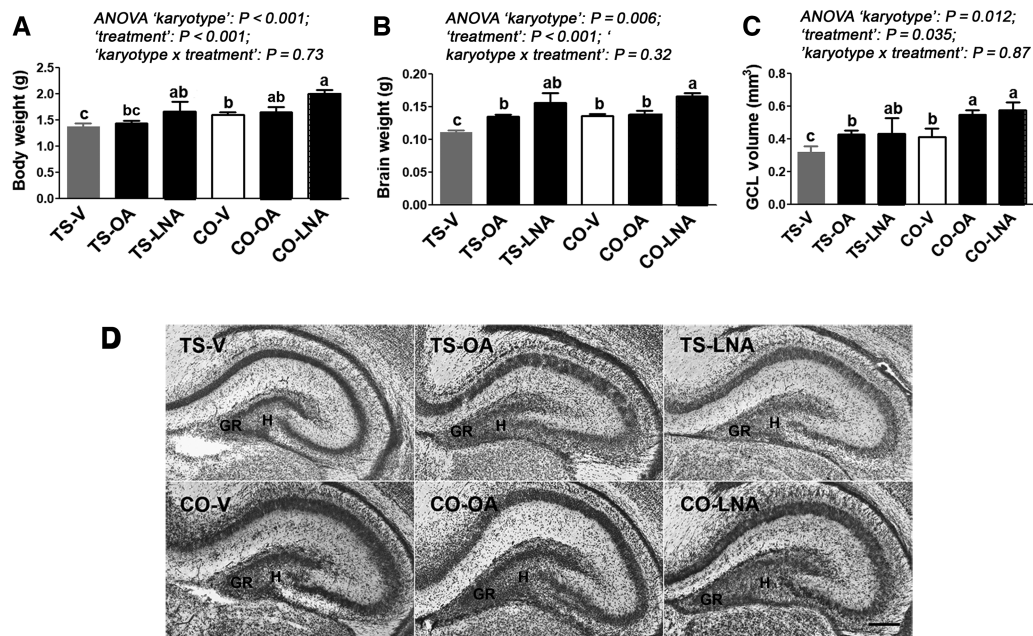 A
ANOVA 'karyotype': P < 0.001;
'treatment': P < 0.001;
'karyotype x treatment': P = 0.73
Body weight (g)
2.5
2.0
1.5
1.0
0.5
0.0
c
bc
ab
b
ab
a
TS-V
TS-OA
TS-LNA
CO-V
CO-OA
CO-LNA
B
ANOVA 'karyotype': P = 0.006;
'treatment': P < 0.001; '
karyotype x treatment': P = 0.32
Brain weight (g)
0.20
0.15
0.10
0.05
0.00
c
b
ab
b
b
a
TS-V
TS-OA
TS-LNA
CO-V
CO-OA
CO-LNA
C
ANOVA 'karyotype': P = 0.012;
'treatment': P = 0.035;
'karyotype x treatment': P = 0.87
GCL volume (mm³)
0.8
0.6
0.4
0.2
0.0
c
b
ab
b
a
a
TS-V
TS-OA
TS-LNA
CO-V
CO-OA
CO-LNA
D
TS-V
GR
H
TS-OA
GR
H
TS-LNA
GR
H
CO-V
GR
H
CO-OA
GR
H
CO-LNA
GR
H